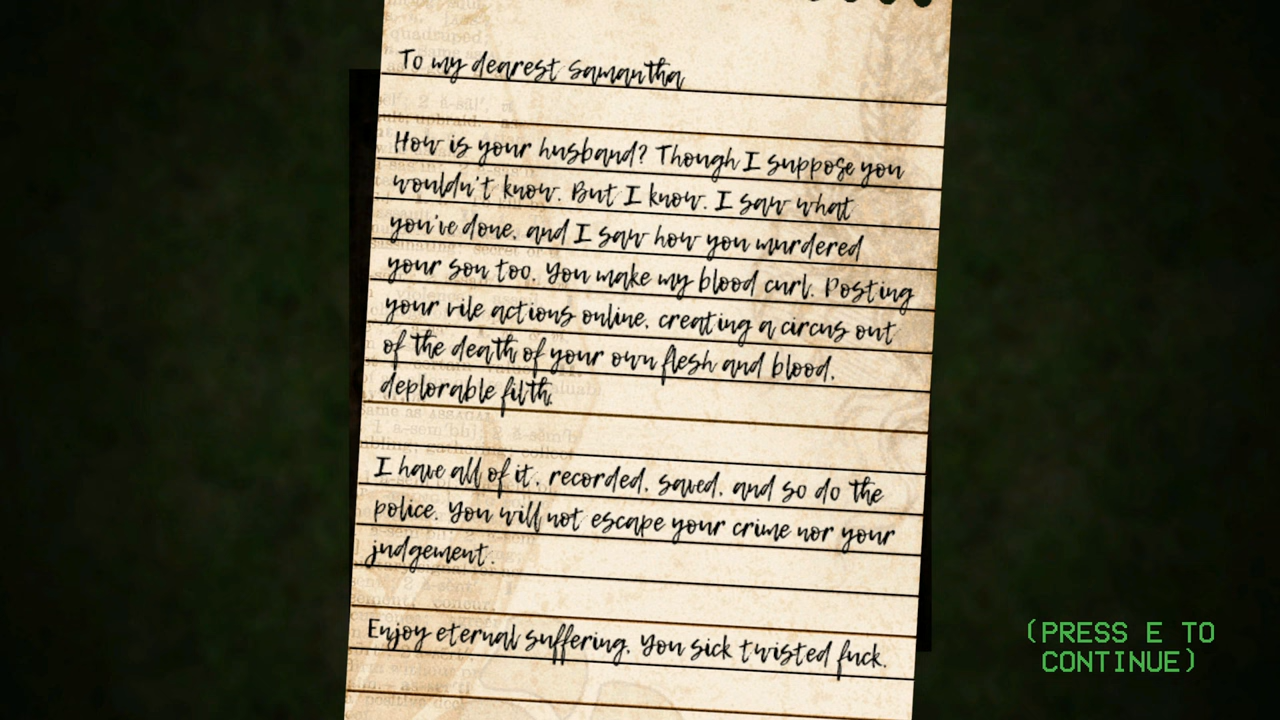 To my dearest Samantha
How is your husband? Though I suppose you
wouldn't know. But I know. I saw what
you've done, and I saw how you murdered
your son too. You make my blood curl. Posting
your vile actions online, creating a circus out
of the death of your own flesh and blood,
deplorable filth.
I have all of it, recorded, saved, and so do the
police. You will not escape your crime nor your
judgement.
Enjoy eternal suffering. You sick twisted fuck.
(PRESS E TO
CONTINUE)